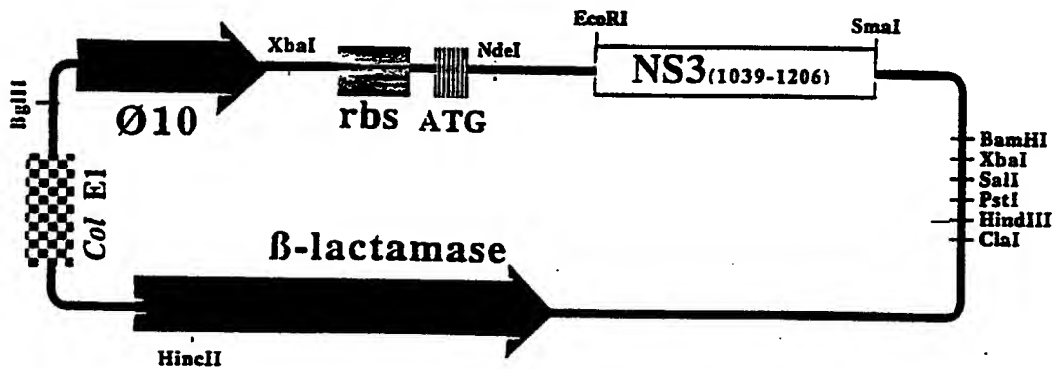 EcoRI
SmaI
XbaI
NdeI
NS3(1039-1206)
BglII
Ø10
rbs
ATG
BamHI
XbaI
SalI
PstI
HindIII
ClaI
Col E1
ß-lactamase
HincII